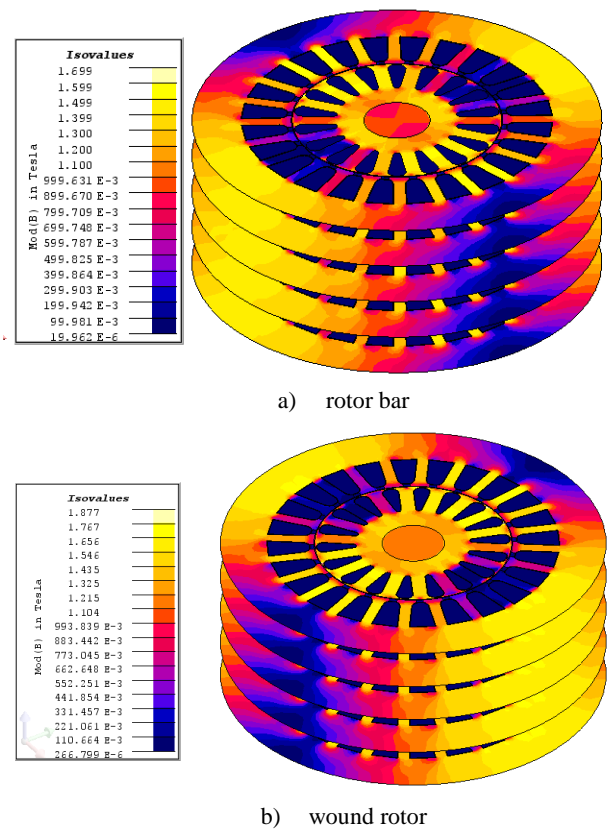 Isovalues
Mod(B) in Tesla
1.699
1.599
1.499
1.399
1.300
1.200
1.100
999.631 E-3
899.670 E-3
799.709 E-3
699.748 E-3
599.787 E-3
499.825 E-3
399.864 E-3
299.903 E-3
199.942 E-3
99.981 E-3
19.962 E-6
a) rotor bar
Isovalues
Mod(B) in Tesla
1.877
1.767
1.656
1.546
1.435
1.325
1.215
1.104
993.839 E-3
883.442 E-3
773.045 E-3
662.648 E-3
552.251 E-3
441.854 E-3
331.457 E-3
221.061 E-3
110.664 E-3
266.799 E-6
b) wound rotor